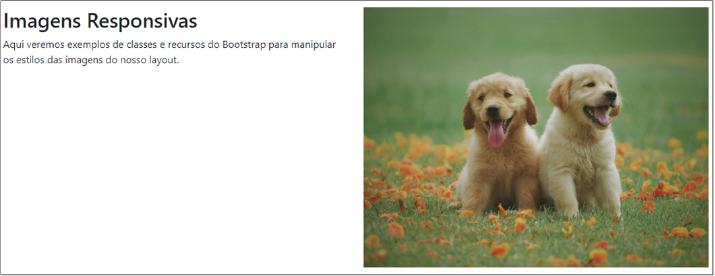 Imagens Responsivas
Aqui veremos exemplos de classes e recursos do Bootstrap para manipular
os estilos das imagens do nosso layout.